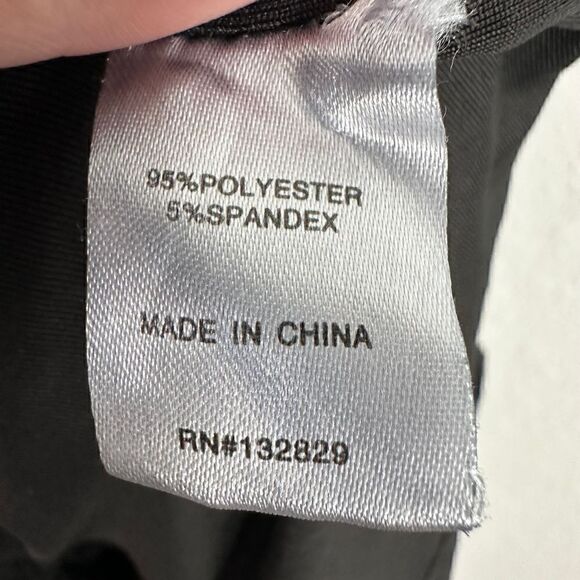 95%POLYESTER
5%SPANDEX
MADE IN CHINA
RN#132829